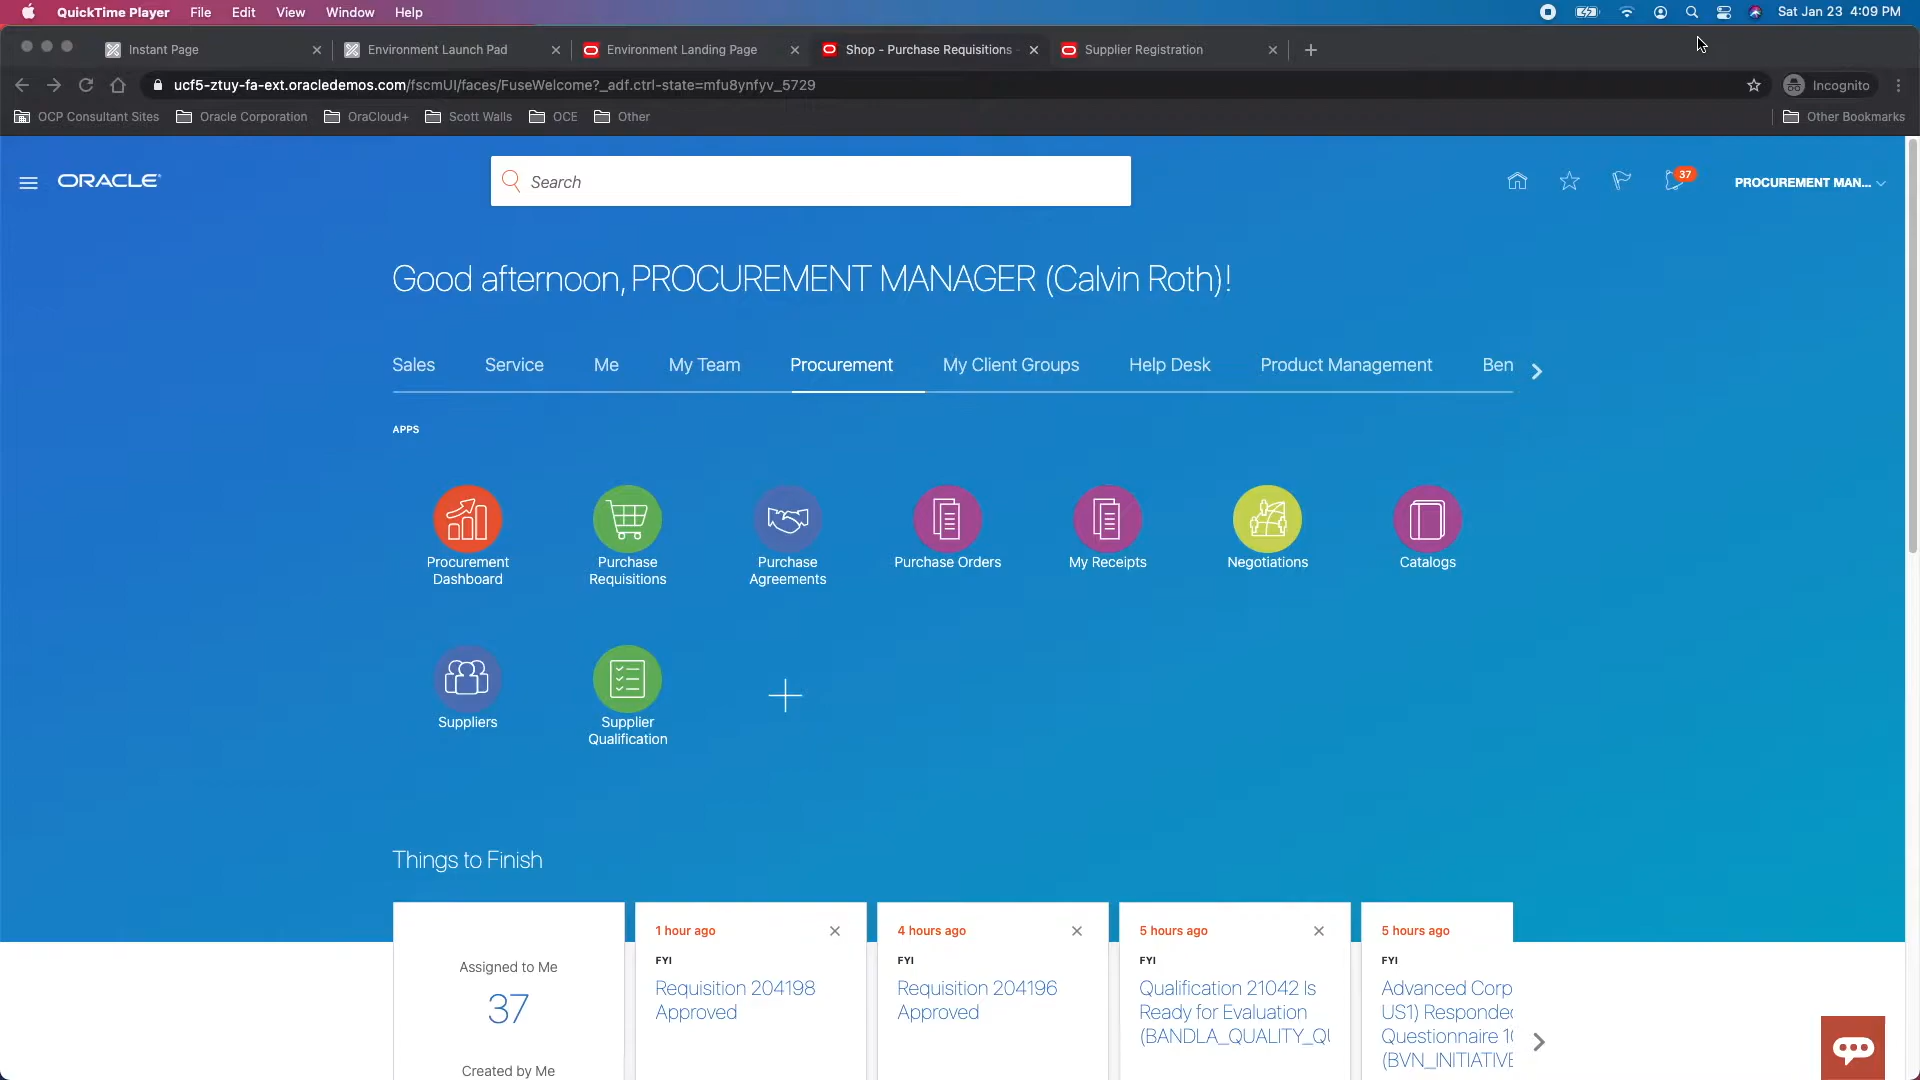 QuickTime Player File Edit View Window Help Sat Jan 23 4:09 PM
Instant Page Environment Launch Pad Environment Landing Page Shop - Purchase Requisitions - Supplier Registration
ucf5-ztuy-fa-ext.oracledemos.com/fscmUI/faces/FuseWelcome?_adf.ctrl-state=mfu8ynfyv_5729 Incognito
OCP Consultant Sites Oracle Corporation OraCloud+ Scott Walls OCE Other Other Bookmarks
ORACLE Search 37 PROCUREMENT MAN...
Good afternoon, PROCUREMENT MANAGER (Calvin Roth)!
Sales Service Me My Team Procurement My Client Groups Help Desk Product Management Ben
APPS
Procurement Dashboard
Purchase Requisitions
Purchase Agreements
Purchase Orders
My Receipts
Negotiations
Catalogs
Suppliers
Supplier Qualification
Things to Finish
Assigned to Me
37
Created by Me
1 hour ago
FYI
Requisition 204198
Approved
4 hours ago
FYI
Requisition 204196
Approved
5 hours ago
FYI
Qualification 21042 Is
Ready for Evaluation
(BANDLA_QUALITY_QU
5 hours ago
FYI
Advanced Corp
US1) Responded
Questionnaire 10
(BVN_INITIATIVE